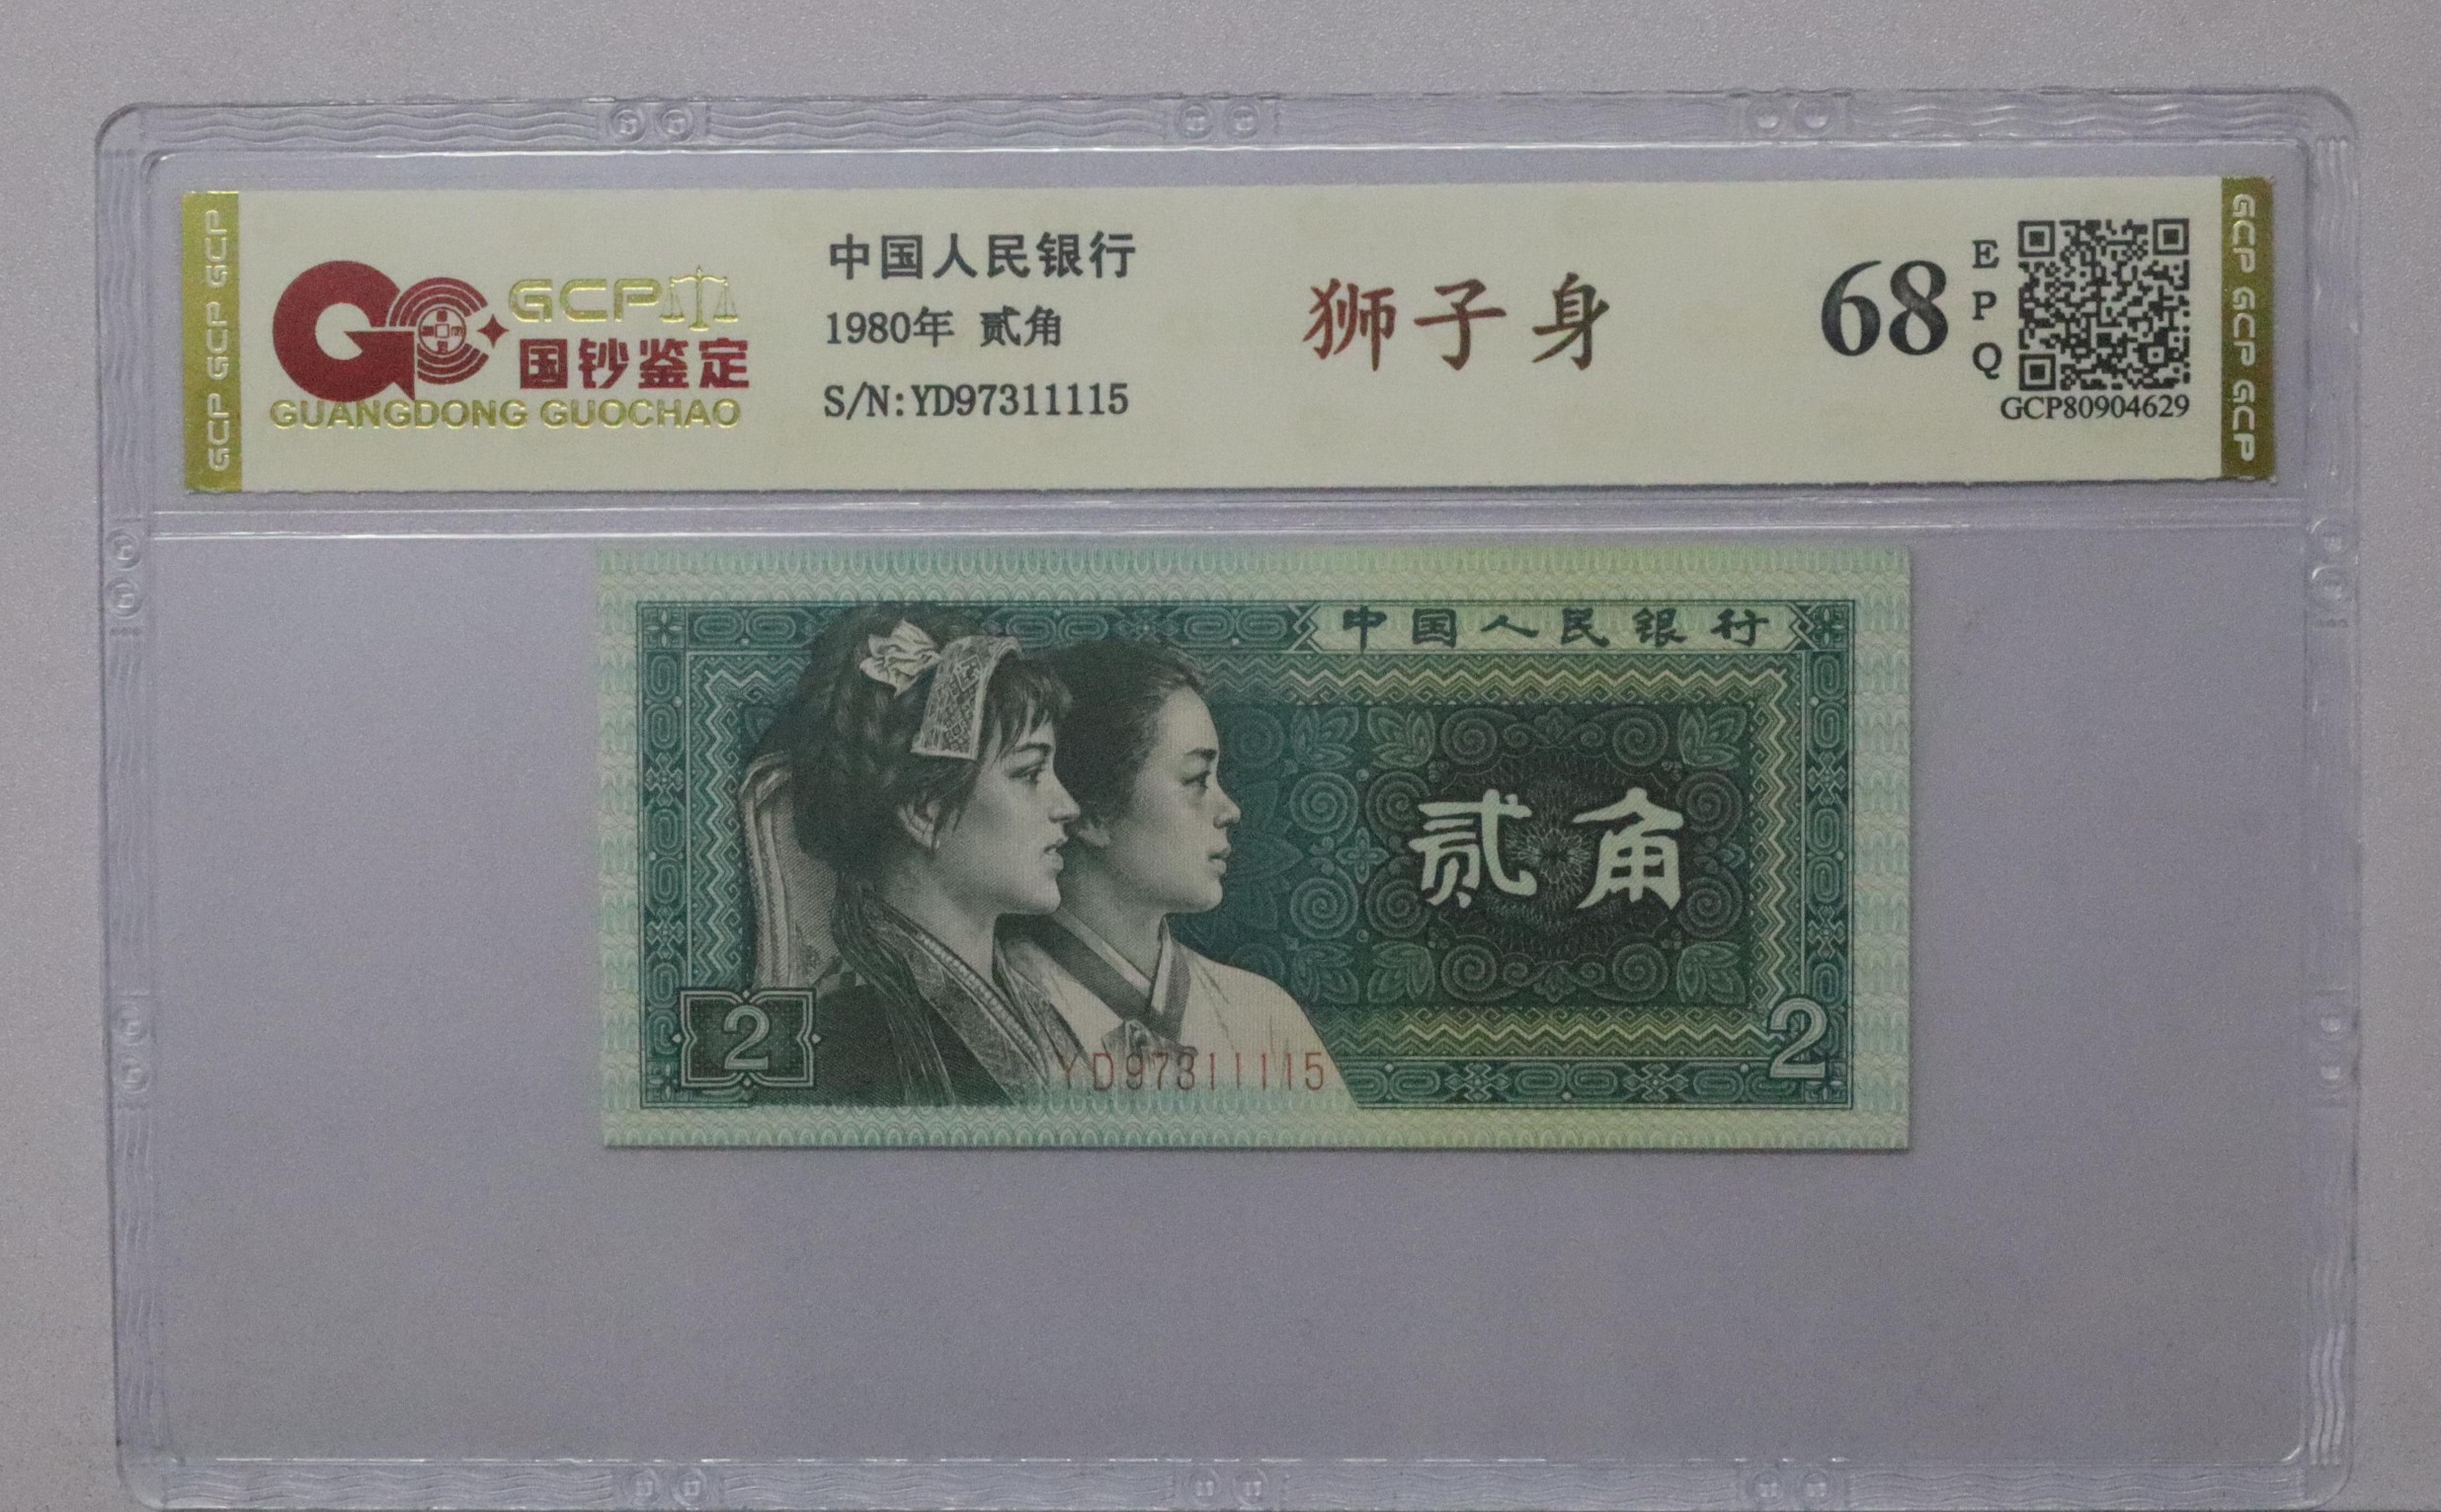 GCP GCP GCP
GCP
国钞鉴定
GUANGDONG GUOCHAO
中国人民银行
1980年 贰角
S/N:YD97311115
狮子身
68
E
P
Q
GCP80904629
GCP GCP GCP
中国人民银行
贰角
2
YD97311115
2